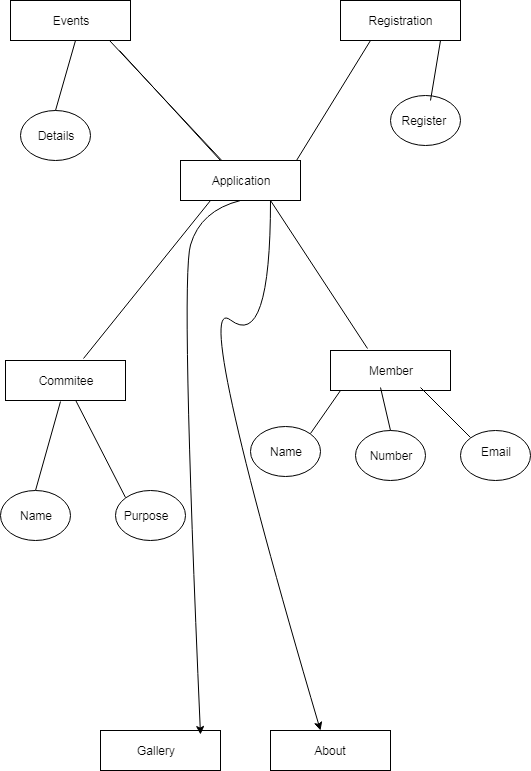 Events
Registration
Details
Register
Application
Commitee
Member
Name
Number
Email
Name
Purpose
Gallery
About